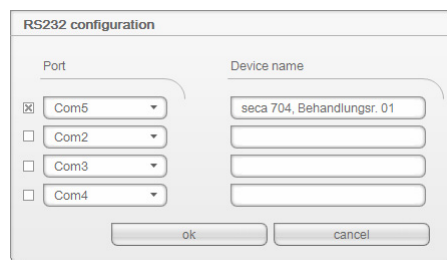 RS232 configuration
Port Device name
Com5 seca 704, Behandlungsr. 01
Com2
Com3
Com4
ok cancel